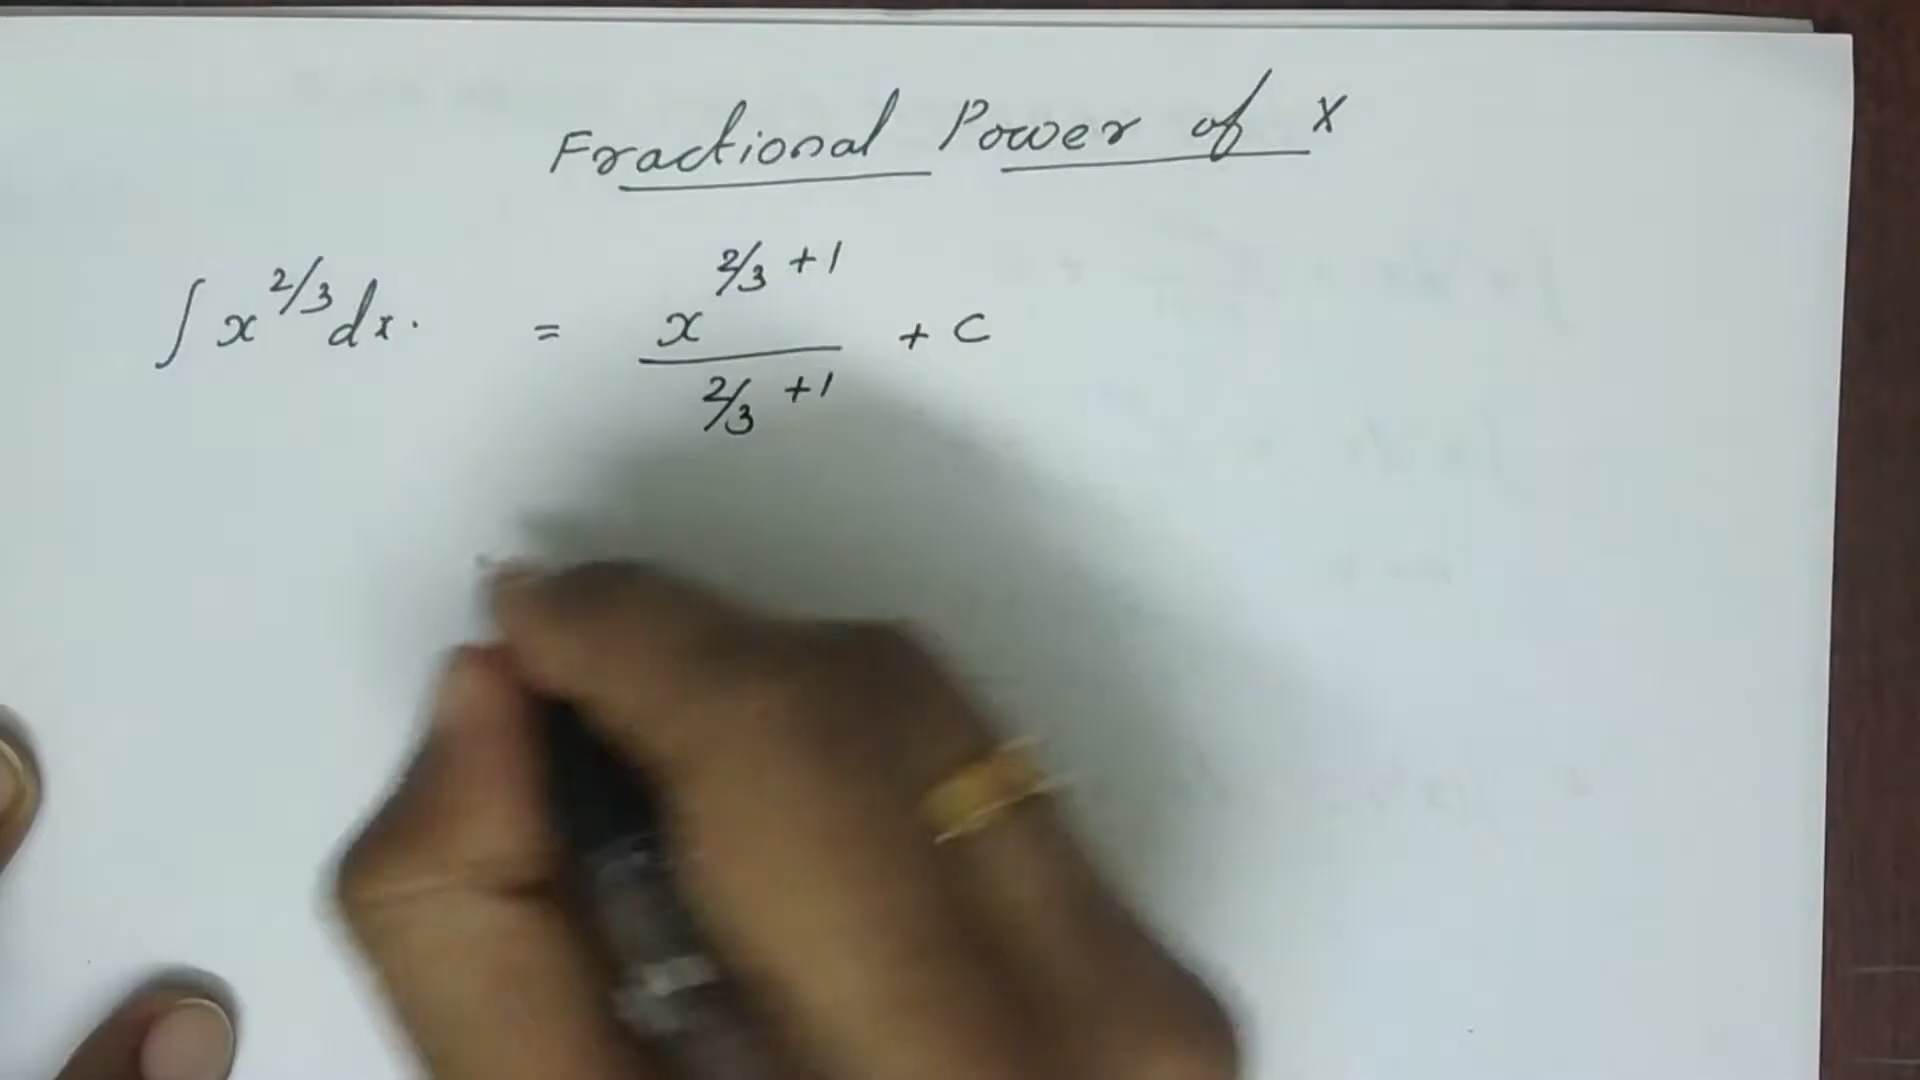 Fractional Power of x
∫ x^2/3 dx. = x^2/3 +1 / 2/3 +1 + C